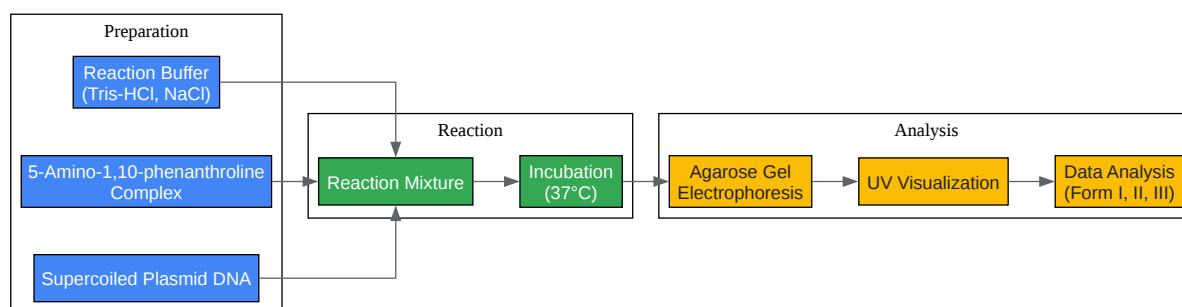 Preparation
Reaction Buffer
(Tris-HCl, NaCl)
5-Amino-1,10-phenanthroline
Complex
Supercoiled Plasmid DNA
Reaction
Reaction Mixture
Incubation
(37°C)
Analysis
Agarose Gel
Electrophoresis
UV Visualization
Data Analysis
(Form I, II, III)